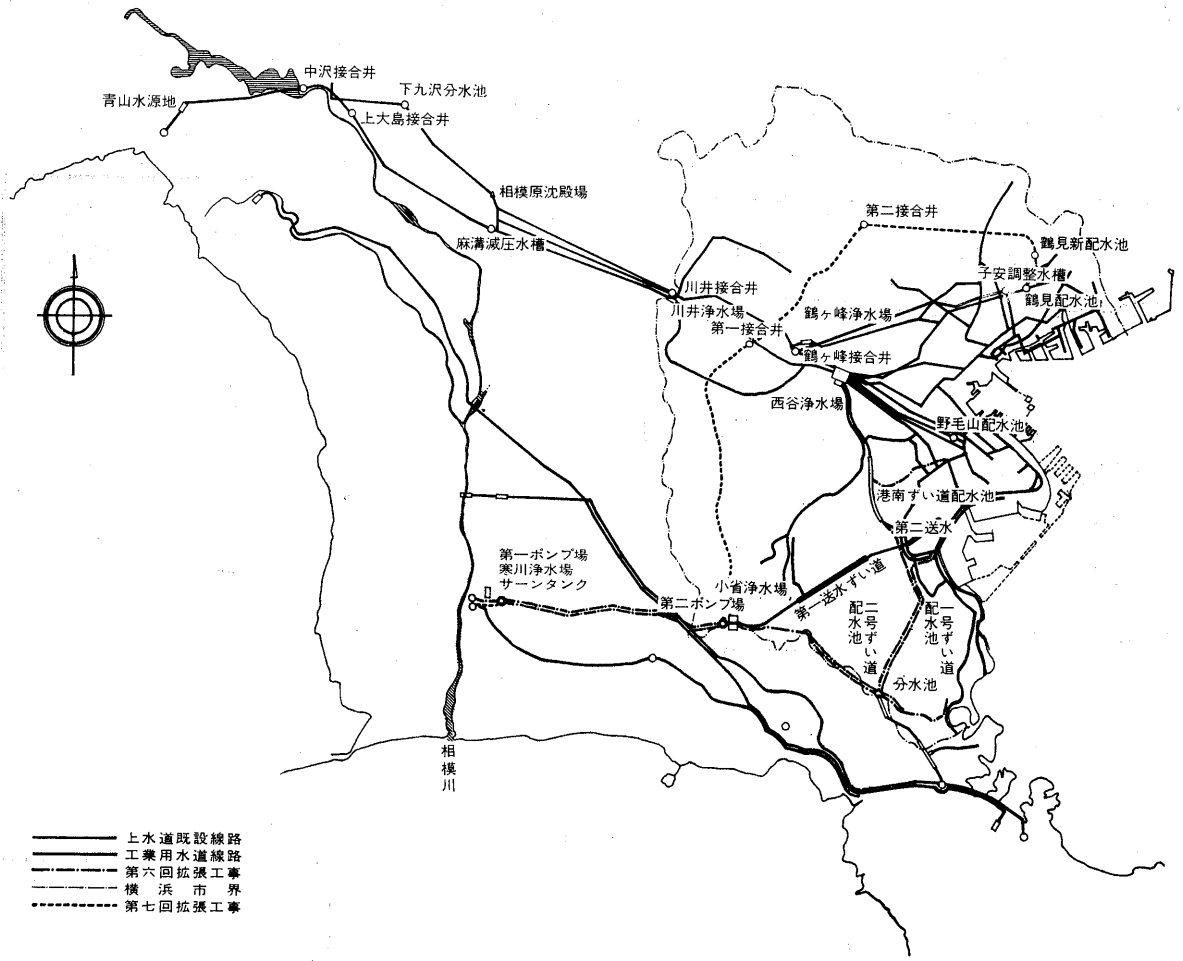 中沢接合井
下九沢分水池
青山水源地
上大島接合井
相模原沈殿場
麻溝減圧水槽
第二接合井
鶴見新配水池
子安調整水槽
鶴見配水池
川井接合井
川井浄水場
鶴ヶ峰浄水場
第一接合井
鶴ヶ峰接合井
西谷浄水場
野毛山配水池
港南ずい道配水池
第二送水
第一ポンプ場
寒川浄水場
サーンタンク
小省浄水場
第二ポンプ場
第一送水ずい道
二号ずい道
配水池
一号ずい道
配水池
分水池
相模川
上水道既設線路
工業用水道線路
第六回拡張工事
横浜市界
第七回拡張工事